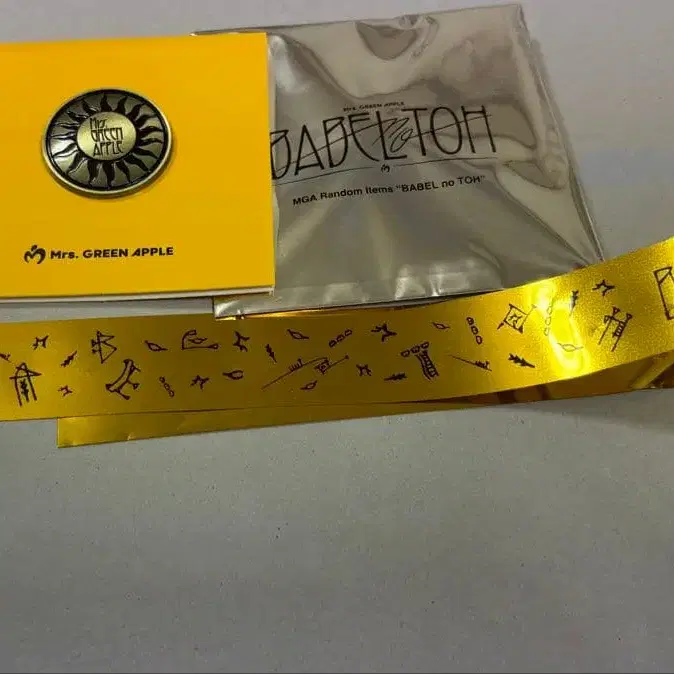 Mrs.
GREEN
APPLE
Mrs. GREEN APPLE
Mrs. GREEN APPLE
BABEL no TOH
MGA Random Items "BABEL no TOH"